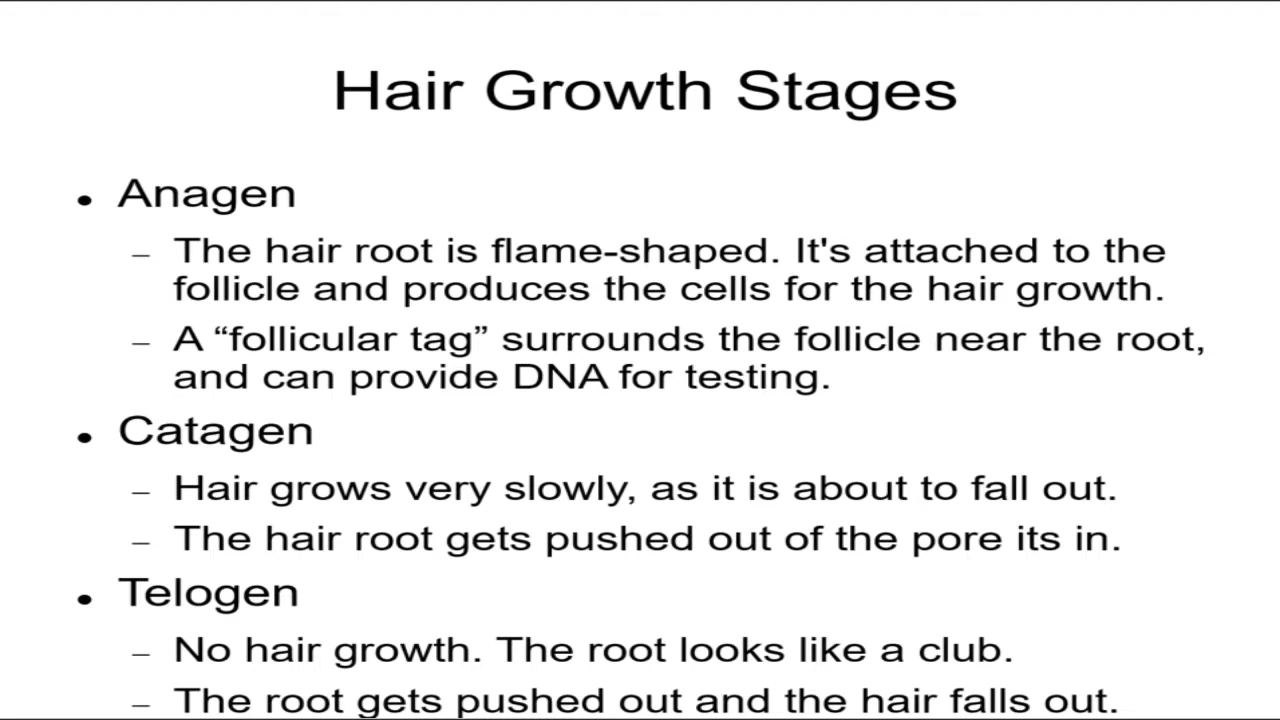 Hair Growth Stages
• Anagen
– The hair root is flame-shaped. It's attached to the
follicle and produces the cells for the hair growth.
– A “follicular tag” surrounds the follicle near the root,
and can provide DNA for testing.
• Catagen
– Hair grows very slowly, as it is about to fall out.
– The hair root gets pushed out of the pore its in.
• Telogen
– No hair growth. The root looks like a club.
– The root gets pushed out and the hair falls out.